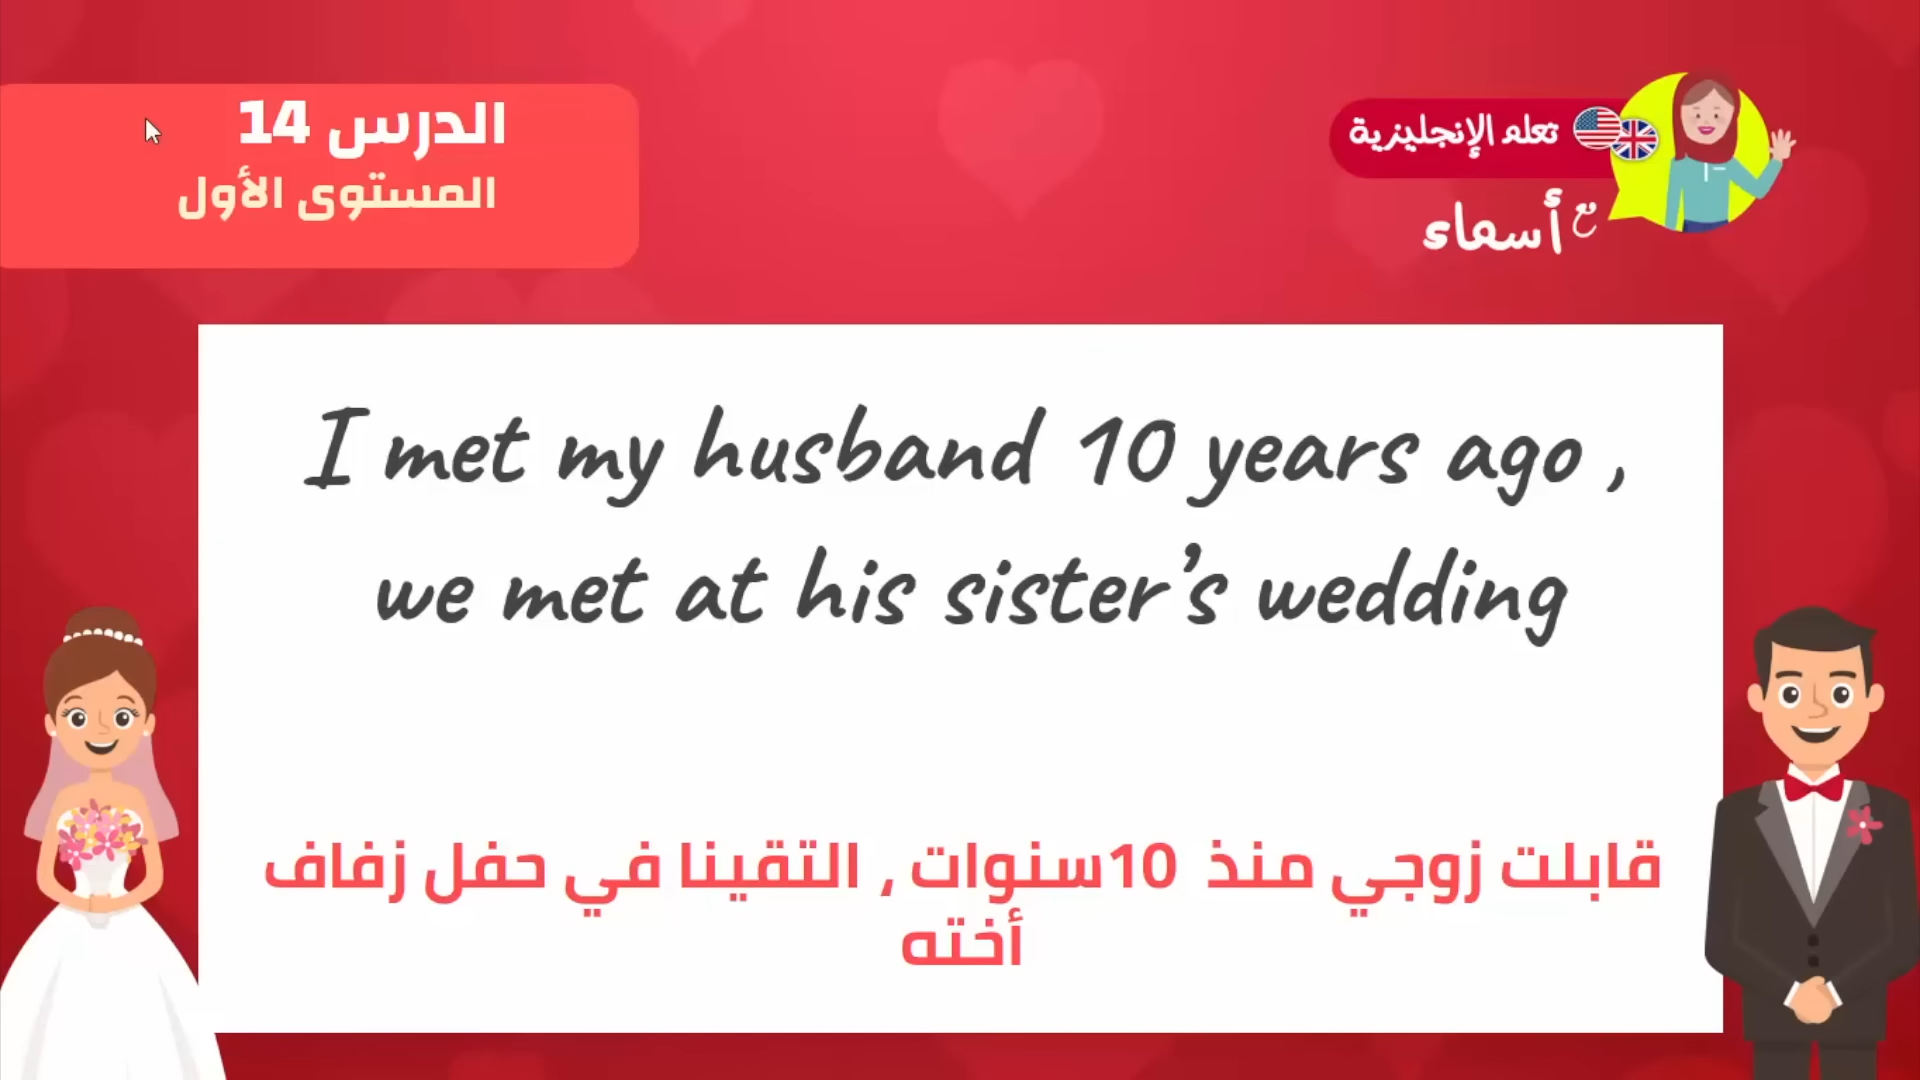 الدرس 14
المستوى الأول
تعلم الإنجليزية
مع أسماء
I met my husband 10 years ago ,
we met at his sister’s wedding
قابلت زوجي منذ 10سنوات , التقينا في حفل زفاف
أخته